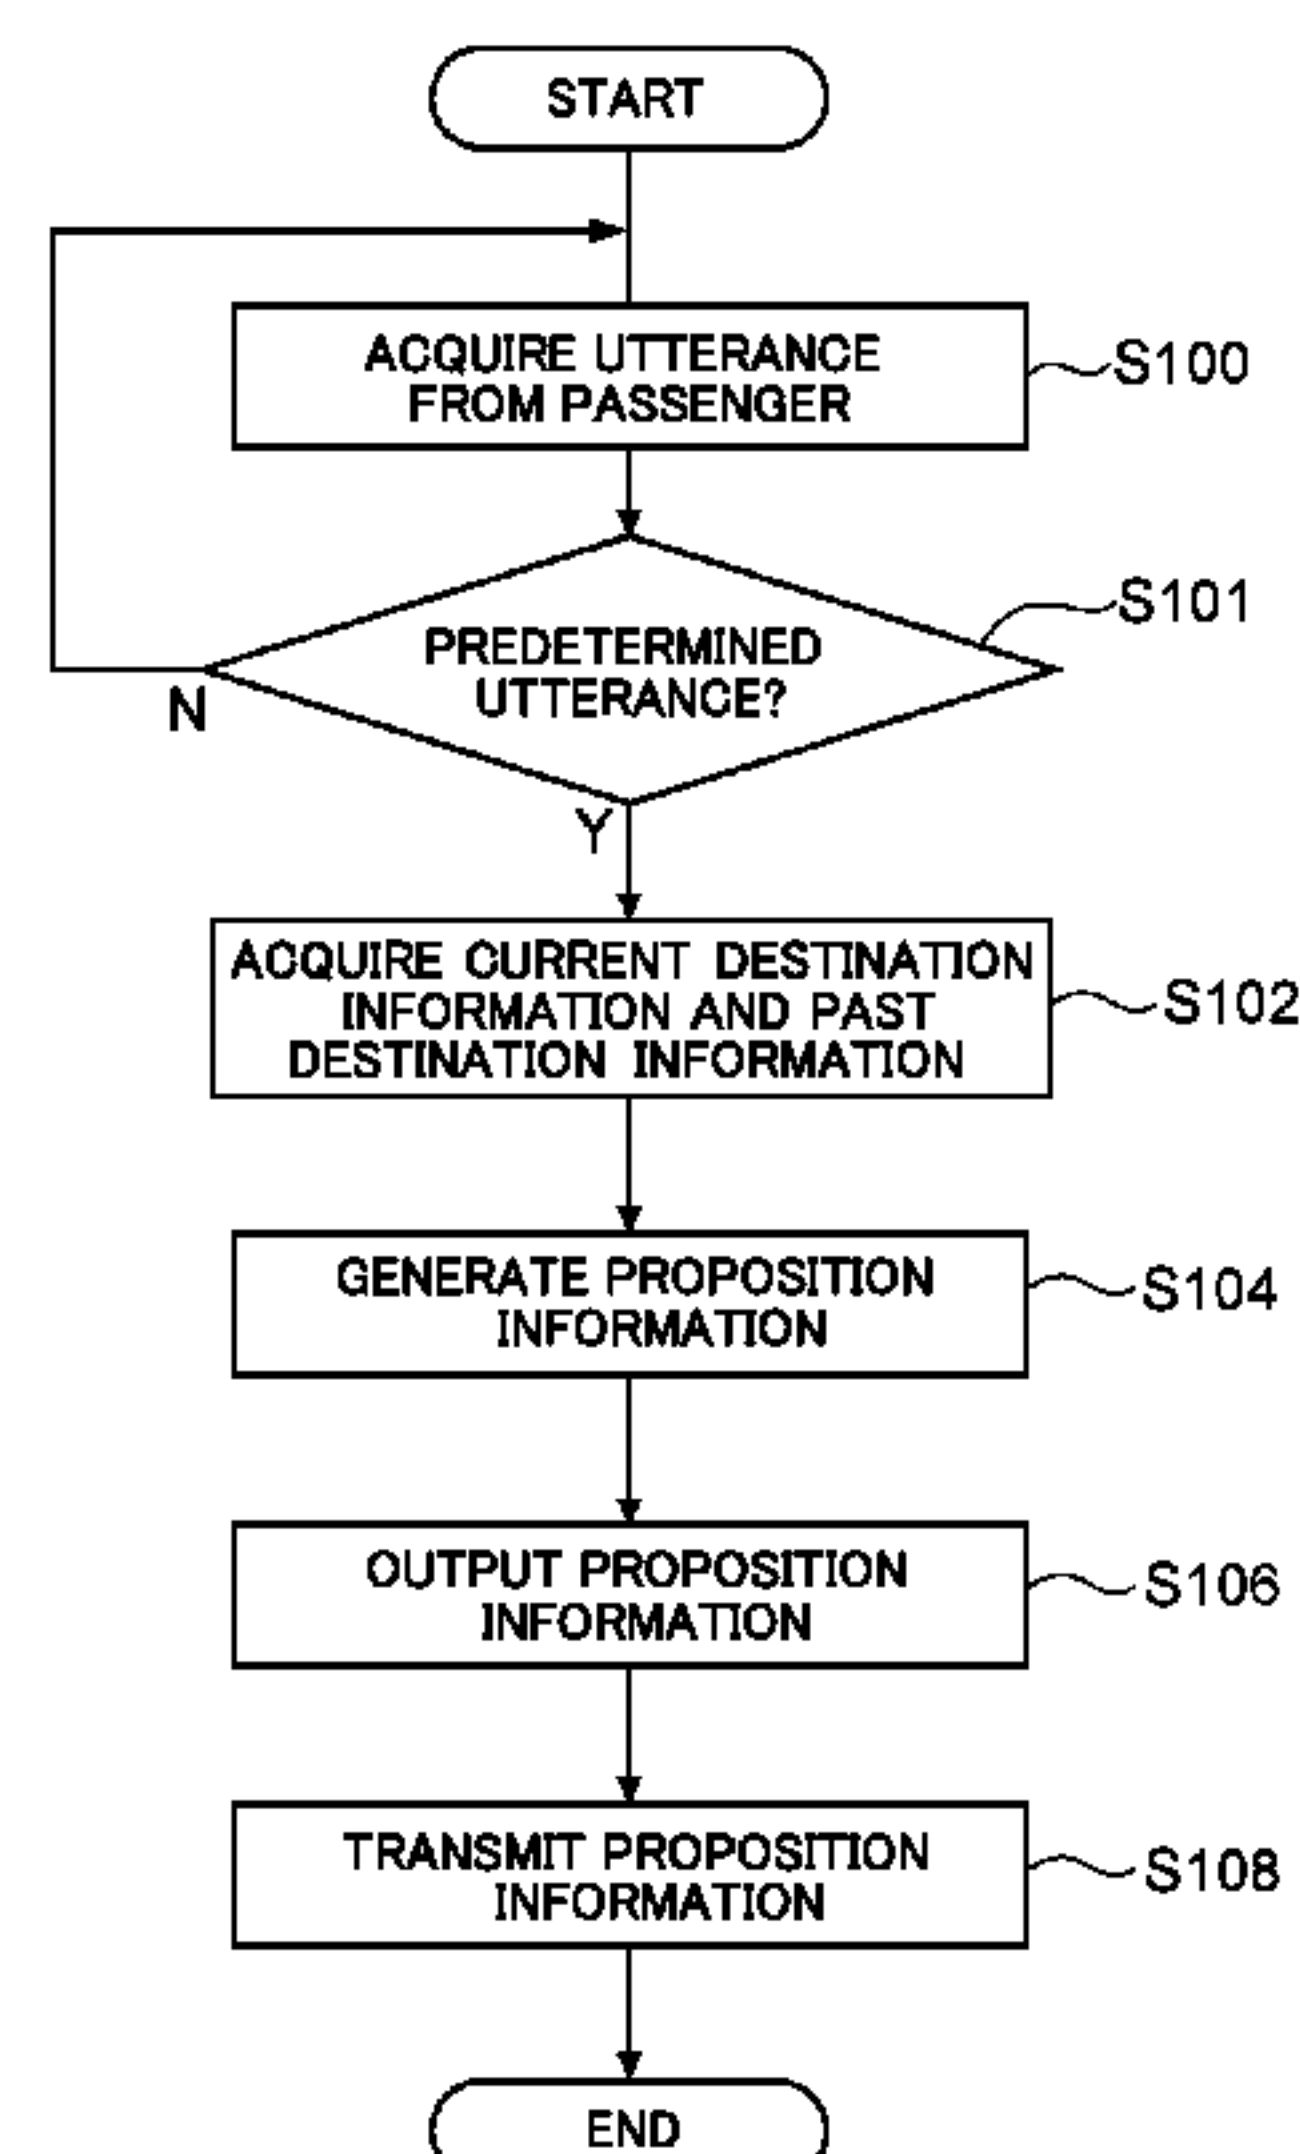 START
ACQUIRE UTTERANCE
FROM PASSENGER
S100
PREDETERMINED
UTTERANCE?
S101
N
Y
ACQUIRE CURRENT DESTINATION
INFORMATION AND PAST
DESTINATION INFORMATION
S102
GENERATE PROPOSITION
INFORMATION
S104
OUTPUT PROPOSITION
INFORMATION
S106
TRANSMIT PROPOSITION
INFORMATION
S108
END